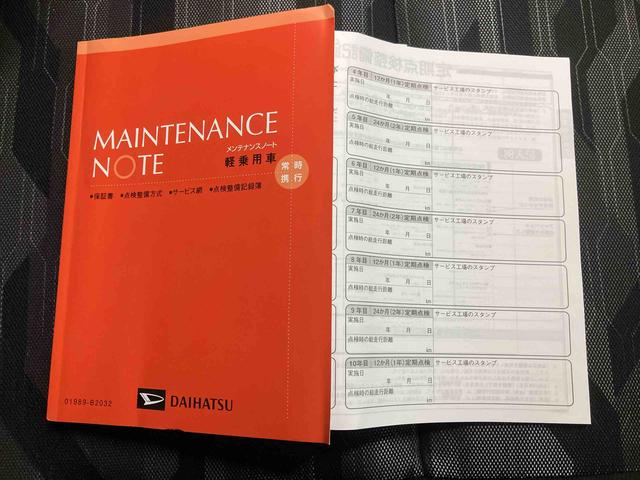 MAINTENANCE
NOTE
メンテナンスノート
軽乗用車
常時
携行
●保証書 ●点検整備方式 ●サービス網 ●点検整備記録簿
DAIHATSU
01989-B2032
定期点検整備記
4年目 12か月(1年)定期点検 サービス工場のスタンプ
実施日 年 月 日
点検時の総走行距離
km
5年目 24か月(2年)定期点検 サービス工場のスタンプ
実施日 年 月 日
点検時の総走行距離
km
6年目 12か月(1年)定期点検 サービス工場のスタンプ
実施日 年 月 日
点検時の総走行距離
km
7年目 24か月(2年)定期点検 サービス工場のスタンプ
実施日 年 月 日
点検時の総走行距離
km
8年目 12か月(1年)定期点検 サービス工場のスタンプ
実施日 年 月 日
点検時の総走行距離
km
9年目 24か月(2年)定期点検 サービス工場のスタンプ
実施日 年 月 日
点検時の総走行距離
km
10年目 12か月(1年)定期点検 サービス工場のスタンプ
実施日 年 月 日
点検時の総走行距離
km